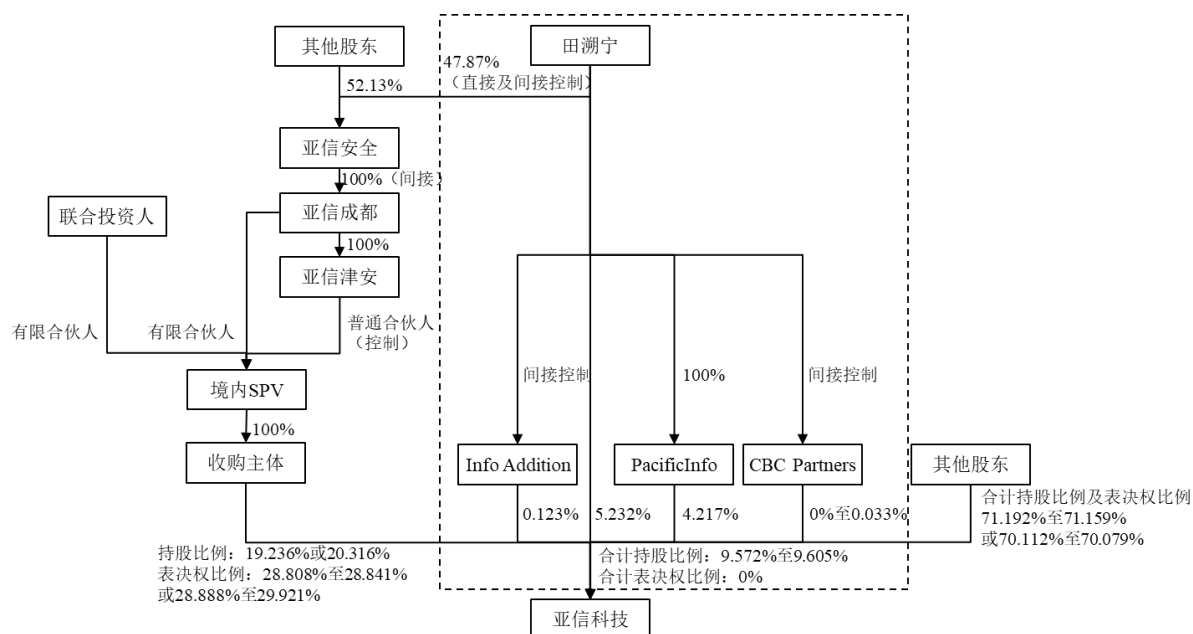 其他股东
田溯宁
47.87%
（直接及间接控制）
52.13%
亚信安全
100%（间接）
联合投资人
亚信成都
100%
亚信津安
有限合伙人
有限合伙人
普通合伙人
（控制）
境内SPV
间接控制
100%
间接控制
100%
收购主体
Info Addition
PacificInfo
CBC Partners
其他股东
0.123%
5.232%
4.217%
0%至0.033%
合计持股比例及表决权比例
71.192%至71.159%
或70.112%至70.079%
持股比例：19.236%或20.316%
表决权比例：28.808%至28.841%
或28.888%至29.921%
合计持股比例：9.572%至9.605%
合计表决权比例：0%
亚信科技